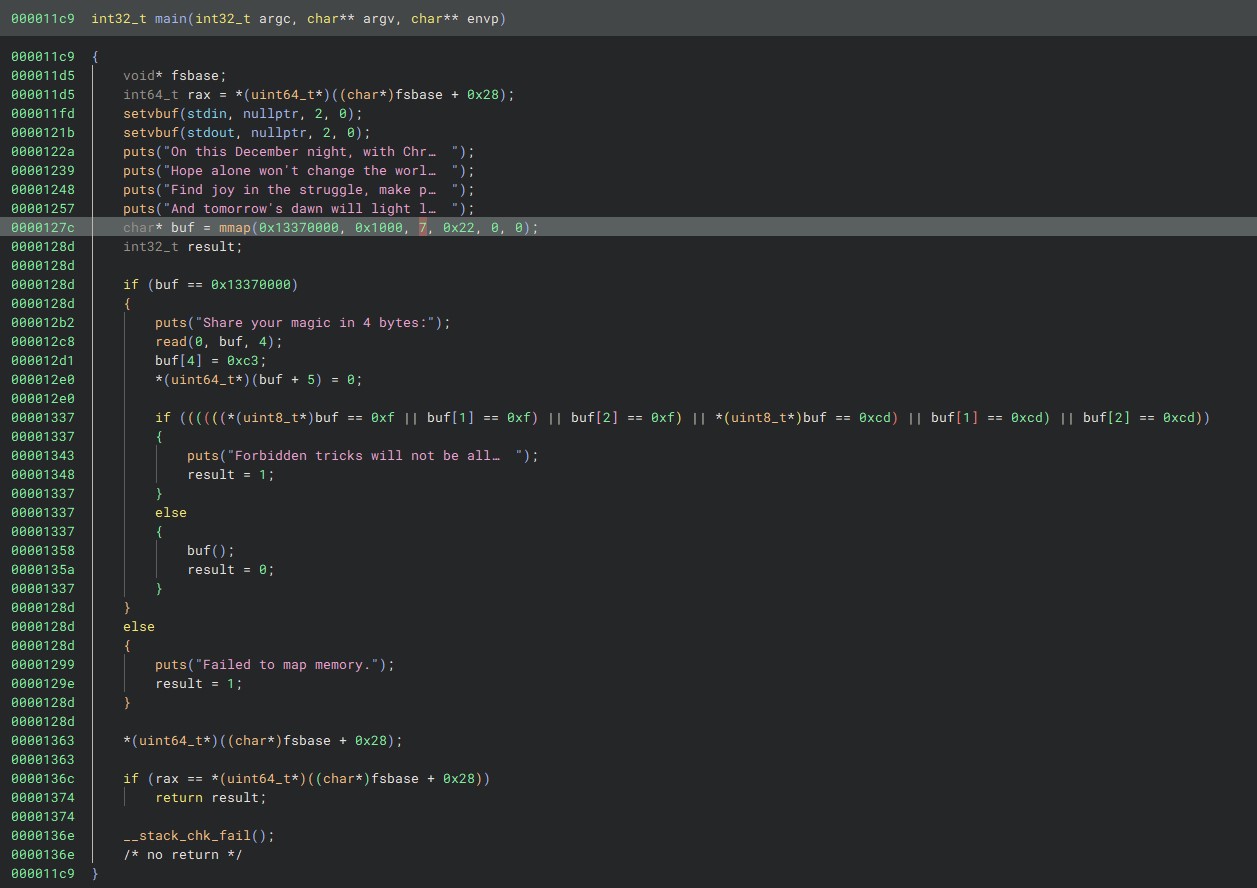 000011c9 int32_t main(int32_t argc, char** argv, char** envp)
000011c9 {
000011d5 void* fsbase;
000011d5 int64_t rax = *(uint64_t*)((char*)fsbase + 0x28);
000011fd setvbuf(stdin, nullptr, 2, 0);
0000121b setvbuf(stdout, nullptr, 2, 0);
0000122a puts("On this December night, with Chr… ");
00001239 puts("Hope alone won't change the worl… ");
00001248 puts("Find joy in the struggle, make p… ");
00001257 puts("And tomorrow's dawn will light l… ");
0000127c char* buf = mmap(0x13370000, 0x1000, 7, 0x22, 0, 0);
0000128d int32_t result;
0000128d
0000128d if (buf == 0x13370000)
0000128d {
000012b2 puts("Share your magic in 4 bytes:");
000012c8 read(0, buf, 4);
000012d1 buf[4] = 0xc3;
000012e0 *(uint64_t*)(buf + 5) = 0;
000012e0
00001337 if ((((((*(uint8_t*)buf == 0xf || buf[1] == 0xf) || buf[2] == 0xf) || *(uint8_t*)buf == 0xcd) || buf[1] == 0xcd) || buf[2] == 0xcd))
00001337 {
00001343 puts("Forbidden tricks will not be all… ");
00001348 result = 1;
00001337 }
00001337 else
00001337 {
00001358 buf();
0000135a result = 0;
00001337 }
0000128d }
0000128d else
0000128d {
00001299 puts("Failed to map memory.");
0000129e result = 1;
0000128d }
0000128d
00001363 *(uint64_t*)((char*)fsbase + 0x28);
00001363
0000136c if (rax == *(uint64_t*)((char*)fsbase + 0x28))
00001374 return result;
00001374
0000136e __stack_chk_fail();
0000136e /* no return */
000011c9 }